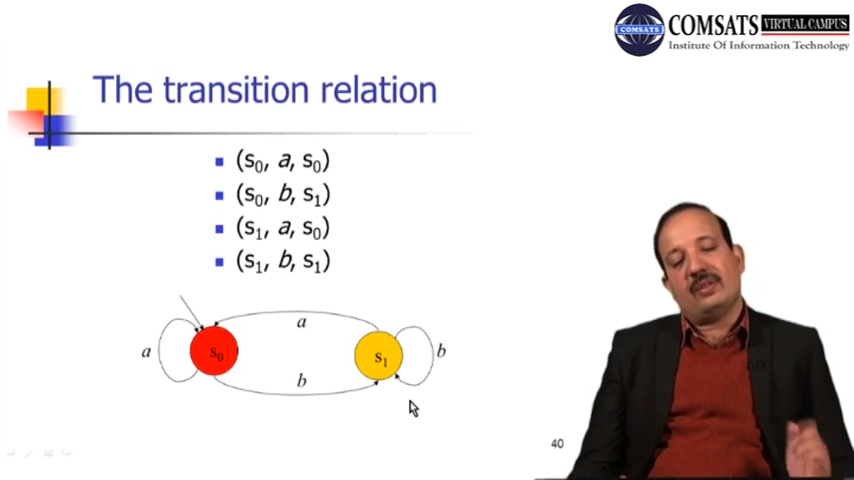 COMSATS
COMSATS VIRTUAL CAMPUS
Institute Of Information Technology
The transition relation
(s₀, a, s₀)
(s₀, b, s₁)
(s₁, a, s₀)
(s₁, b, s₁)
a
a
s₀
s₁
b
b
40